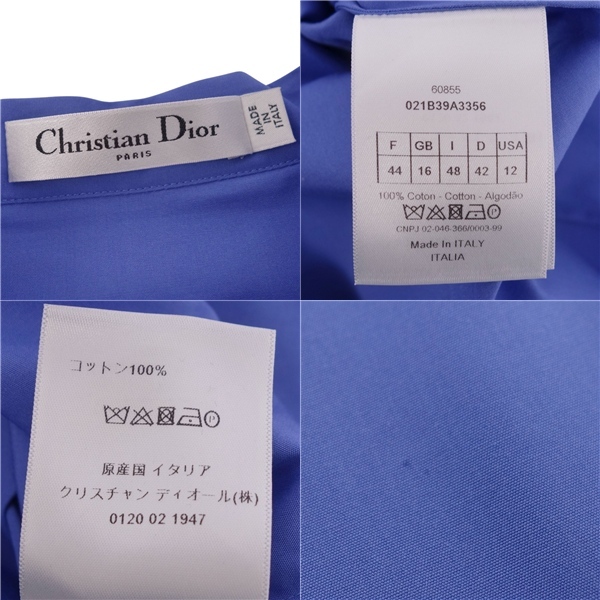 Christian Dior
PARIS
MADE
IN
ITALY
60855
021B39A3356
F GB I D USA
44 16 48 42 12
100% Coton - Cotton - Algodão
P
CNPJ 02-046-366/0003-99
Made In ITALY
ITALIA
コットン100%
P
原産国 イタリア
クリスチャン ディオール(株)
0120 02 1947